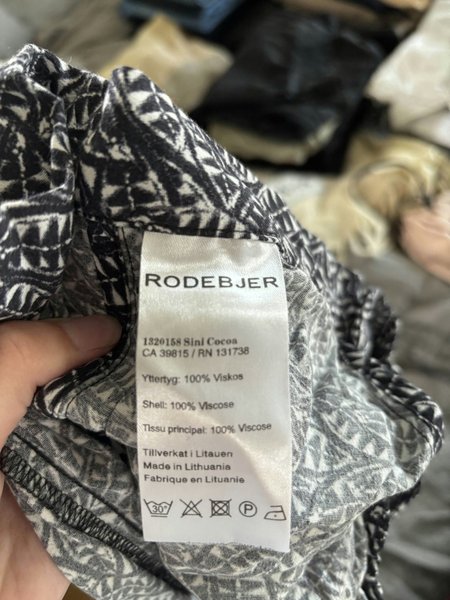 RODEBJER
1320158 Sini Cocoa
CA 39815 / RN 131738
Yttertyg: 100% Viskos
Shell: 100% Viscose
Tissu principal: 100% Viscose
Tillverkat i Litauen
Made in Lithuania
Fabrique en Lituanie
30° P